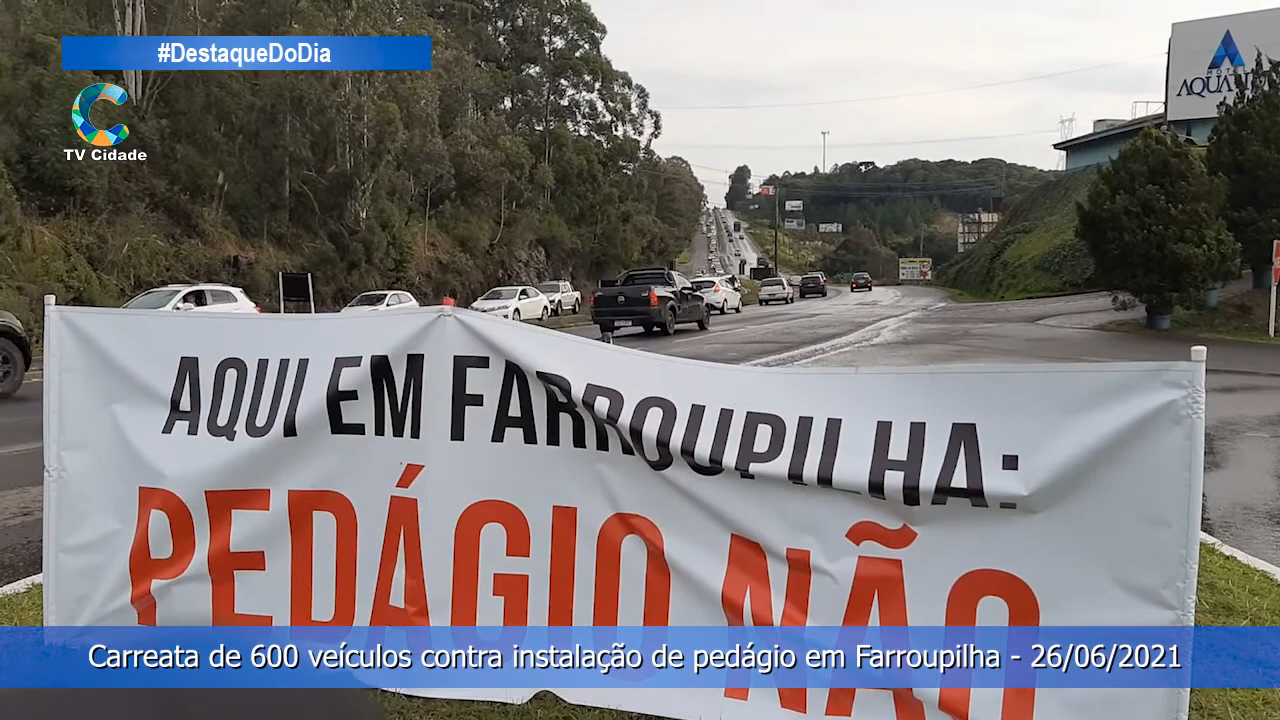 #DestaqueDoDia
TV Cidade
AQUI EM FARROUPILHA:
PEDÁGIO NÃO
Carreata de 600 veículos contra instalação de pedágio em Farroupilha - 26/06/2021